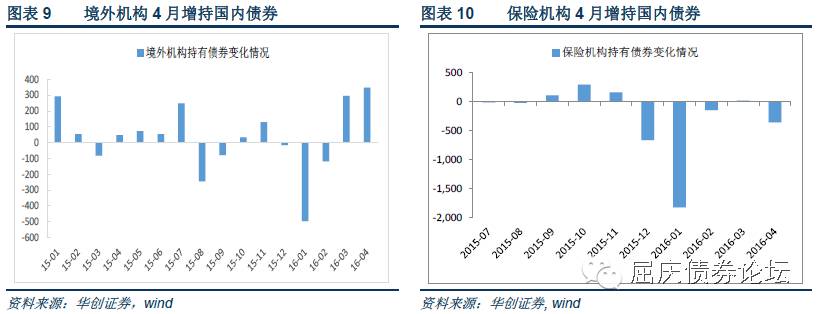 图表 9 境外机构 4 月增持国内债券
境外机构持有债券变化情况
400
300
200
100
0
-100
-200
-300
-400
-500
-600
15-01 15-02 15-03 15-04 15-05 15-06 15-07 15-08 15-09 15-10 15-11 15-12 16-01 16-02 16-03 16-04
资料来源：华创证券，wind
图表 10 保险机构 4 月增持国内债券
保险机构持有债券变化情况
500
0
-500
-1,000
-1,500
-2,000
2015-07 2015-08 2015-09 2015-10 2015-11 2015-12 2016-01 2016-02 2016-03 2016-04
屈庆债券论坛
资料来源：华创证券, wind